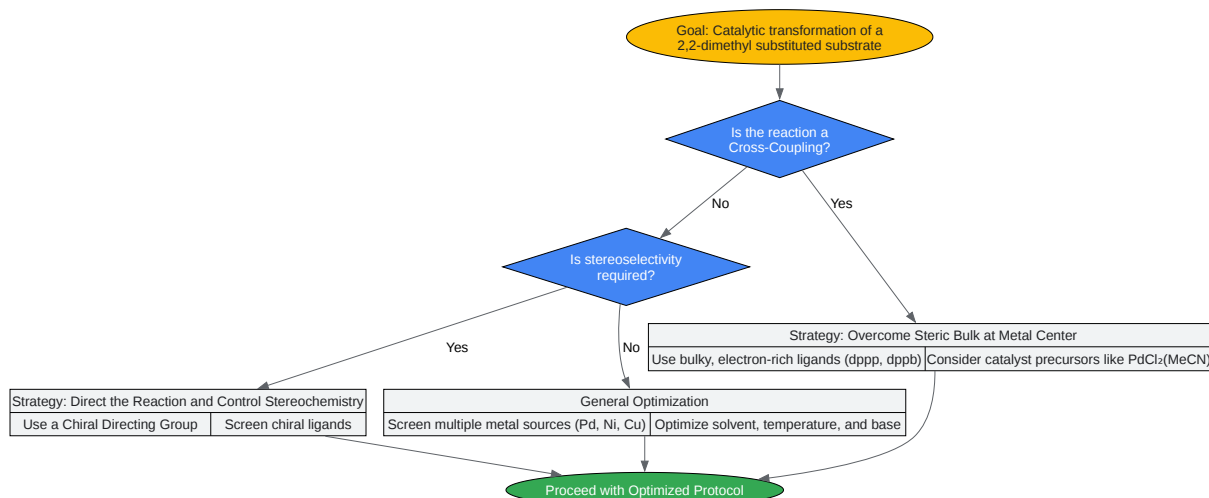 Goal: Catalytic transformation of a
2,2-dimethyl substituted substrate
Is the reaction a
Cross-Coupling?
No
Yes
Is stereoselectivity
required?
Strategy: Overcome Steric Bulk at Metal Center
Use bulky, electron-rich ligands (dppp, dppb)
Consider catalyst precursors like PdCl₂(MeCN)
Yes
No
Strategy: Direct the Reaction and Control Stereochemistry
Use a Chiral Directing Group
Screen chiral ligands
General Optimization
Screen multiple metal sources (Pd, Ni, Cu)
Optimize solvent, temperature, and base
Proceed with Optimized Protocol